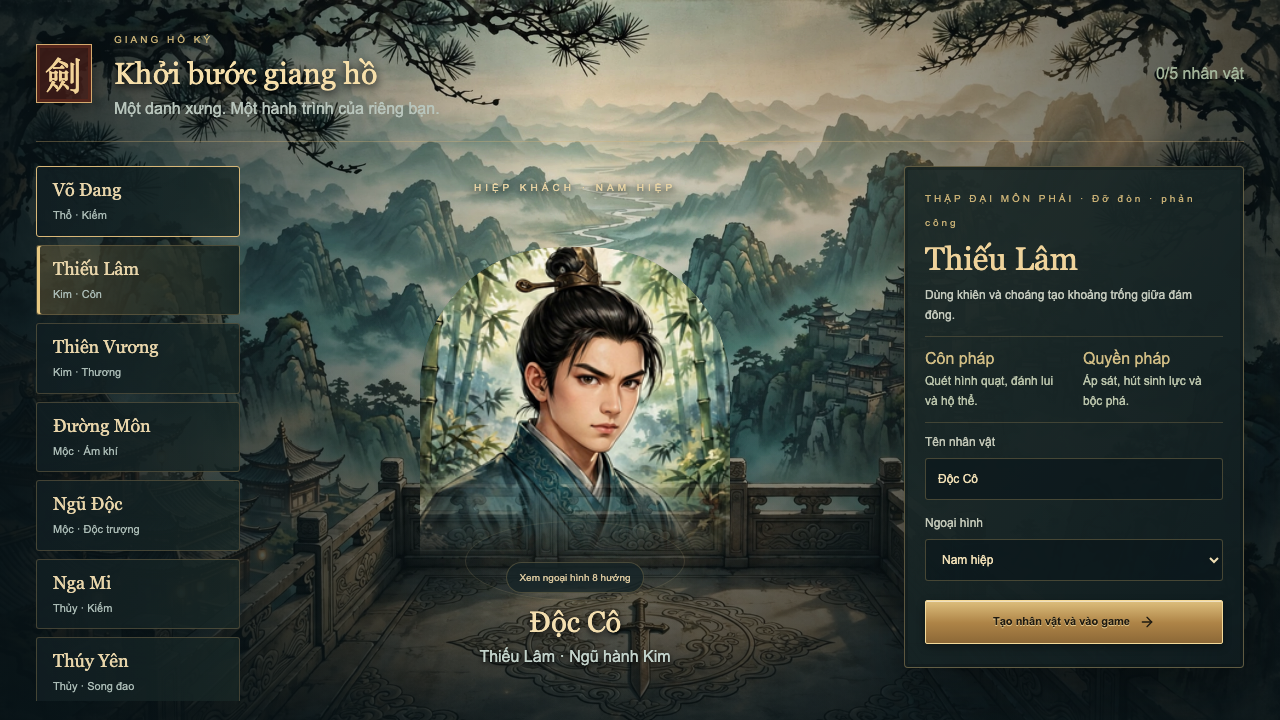 劍
GIANG HỒ KÝ
Khởi bước giang hồ
Một danh xưng. Một hành trình của riêng bạn.
0/5 nhân vật
Võ Đang
Thổ · Kiếm
Thiếu Lâm
Kim · Côn
Thiên Vương
Kim · Thương
Đường Môn
Mộc · Ám khí
Ngũ Độc
Mộc · Độc trượng
Nga Mi
Thủy · Kiếm
Thúy Yên
Thủy · Song đao
HIỆP KHÁCH · NAM HIỆP
Xem ngoại hình 8 hướng
Độc Cô
Thiếu Lâm · Ngũ hành Kim
THẬP ĐẠI MÔN PHÁI · Đỡ đòn · phản
công
Thiếu Lâm
Dùng khiên và choáng tạo khoảng trống giữa đám
đông.
Côn pháp
Quét hình quạt, đánh lui
và hộ thể.
Quyền pháp
Áp sát, hút sinh lực và
bộc phá.
Tên nhân vật
Độc Cô
Ngoại hình
Nam hiệp
Tạo nhân vật và vào game →